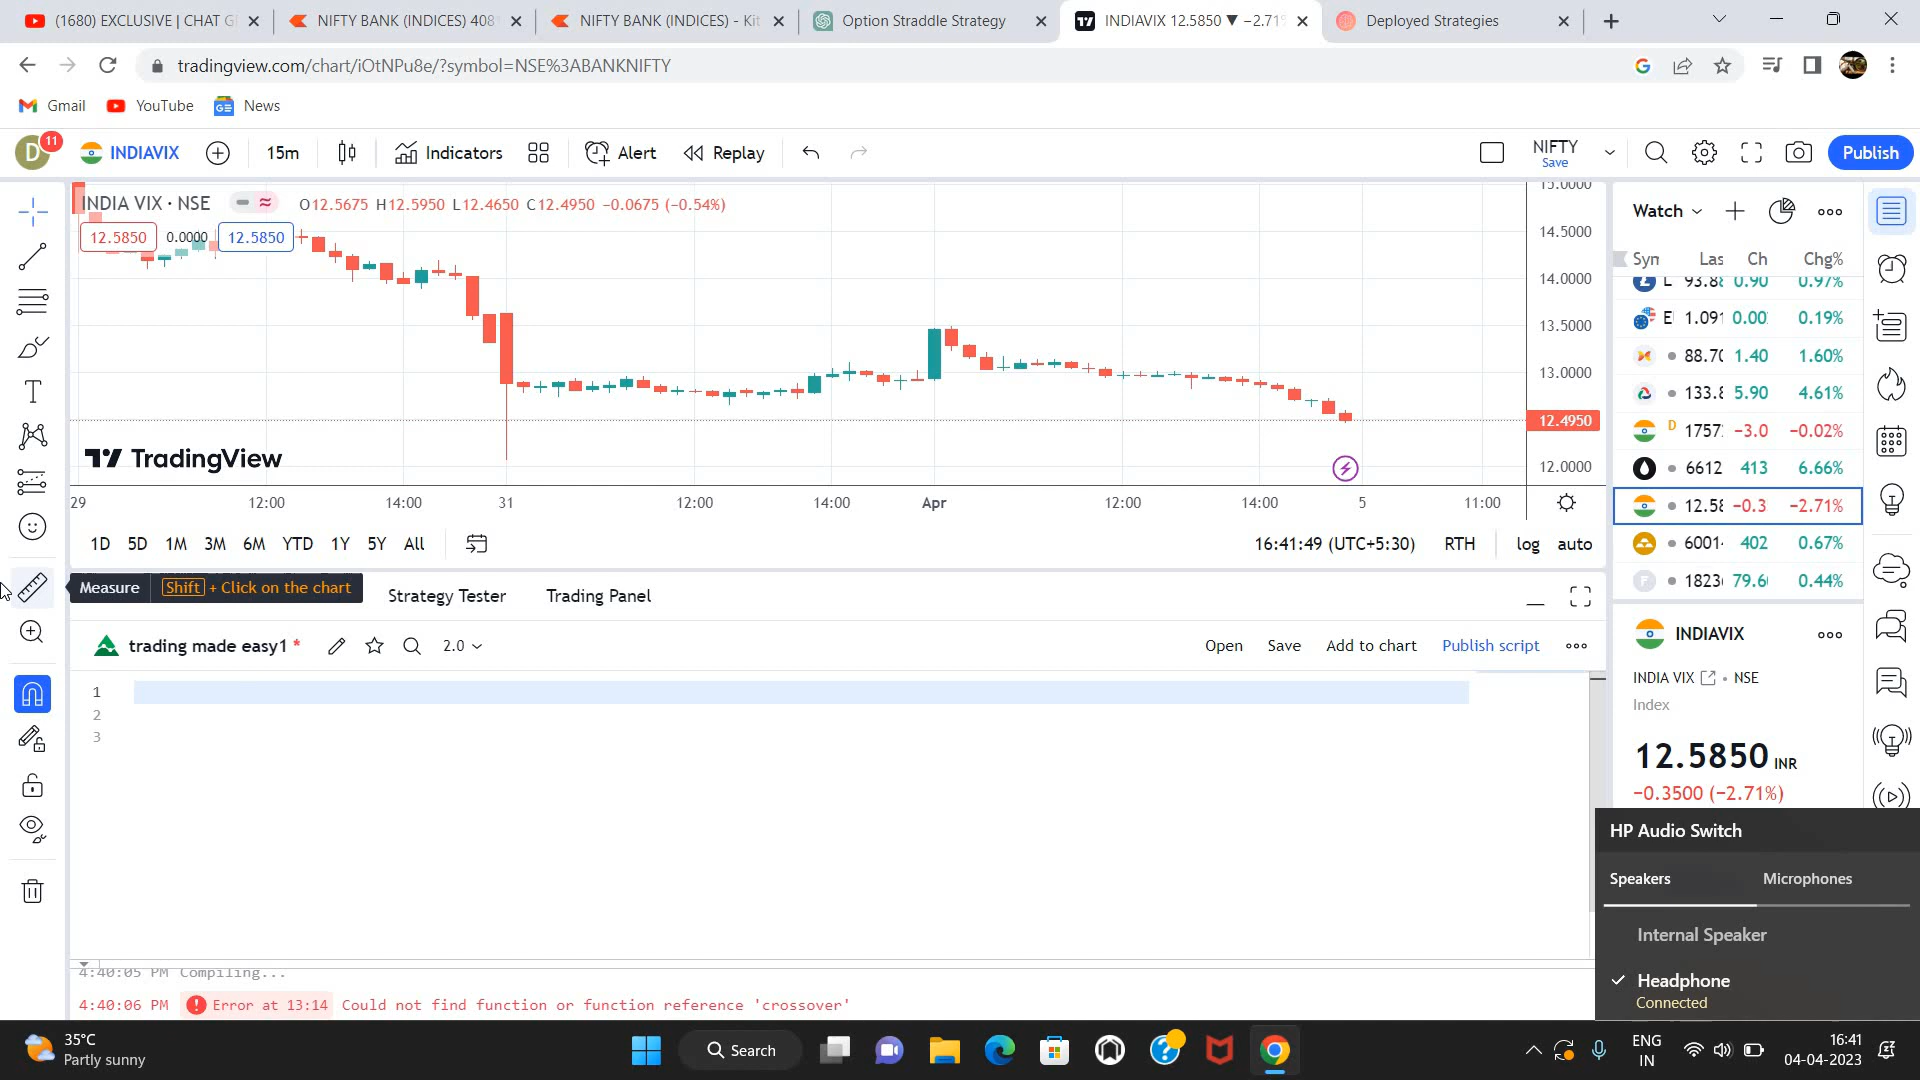 (1680) EXCLUSIVE | CHAT G
NIFTY BANK (INDICES) 408
NIFTY BANK (INDICES) - Kit
Option Straddle Strategy
INDIAVIX 12.5850 ▼ −2.71%
Deployed Strategies
tradingview.com/chart/iOtNPu8e/?symbol=NSE%3ABANKNIFTY
Gmail
YouTube
News
D
11
INDIAVIX
15m
Indicators
Alert
Replay
NIFTY
Save
Publish
INDIA VIX · NSE
O12.5675 H12.5950 L12.4650 C12.4950 −0.0675 (−0.54%)
12.5850 0.0000 12.5850
15.0000
14.5000
14.0000
13.5000
13.0000
12.4950
12.0000
TradingView
29 12:00 14:00 31 12:00 14:00 Apr 12:00 14:00 5 11:00
1D 5D 1M 3M 6M YTD 1Y 5Y All
16:41:49 (UTC+5:30) RTH log auto
Measure Shift + Click on the chart
Strategy Tester
Trading Panel
trading made easy1 *
2.0
Open Save Add to chart Publish script
1
2
3
4:40:05 PM Compiling...
4:40:06 PM Error at 13:14 Could not find function or function reference 'crossover'
Watch
Syn Las Ch Chg%
L 93.88 0.90 0.97%
E 1.091 0.00 0.19%
88.70 1.40 1.60%
133.8 5.90 4.61%
D 1757 −3.0 −0.02%
6612 413 6.66%
12.58 −0.3 −2.71%
6001 402 0.67%
F 1823 79.6 0.44%
INDIAVIX
INDIA VIX • NSE
Index
12.5850 INR
−0.3500 (−2.71%)
HP Audio Switch
Speakers
Microphones
Internal Speaker
Headphone
Connected
35°C
Partly sunny
Search
ENG
IN
16:41
04-04-2023